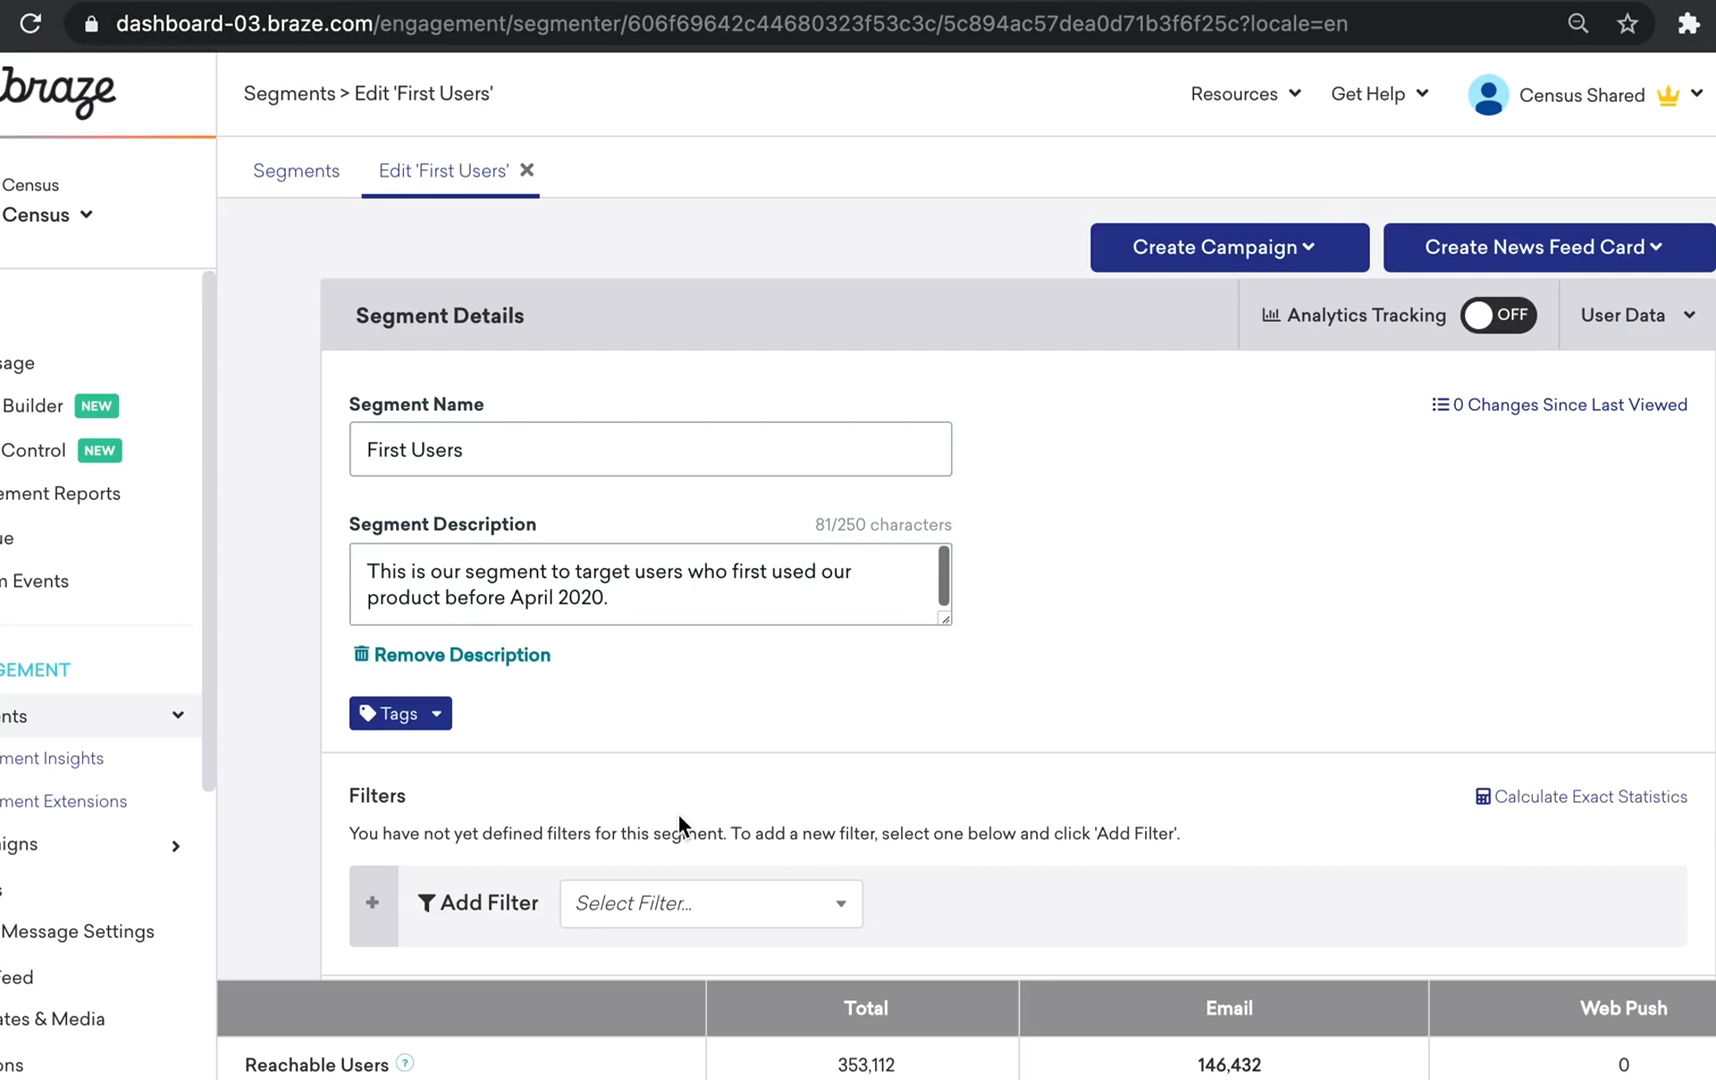 dashboard-03.braze.com/engagement/segmenter/606f69642c44680323f53c3c/5c894ac57dea0d71b3f6f25c?locale=en
braze
Segments > Edit 'First Users'
Resources
Get Help
Census Shared
Segments
Edit 'First Users'
Census
Census
Create Campaign
Create News Feed Card
Segment Details
Analytics Tracking
OFF
User Data
sage
Builder NEW
Control NEW
ement Reports
ue
m Events
GEMENT
nts
ment Insights
ment Extensions
igns
s
Message Settings
Feed
ates & Media
ons
Segment Name
0 Changes Since Last Viewed
First Users
Segment Description
81/250 characters
This is our segment to target users who first used our
product before April 2020.
Remove Description
Tags
Filters
Calculate Exact Statistics
You have not yet defined filters for this segment. To add a new filter, select one below and click 'Add Filter'.
+
Add Filter
Select Filter...
Total
Email
Web Push
Reachable Users ?
353,112
146,432
0